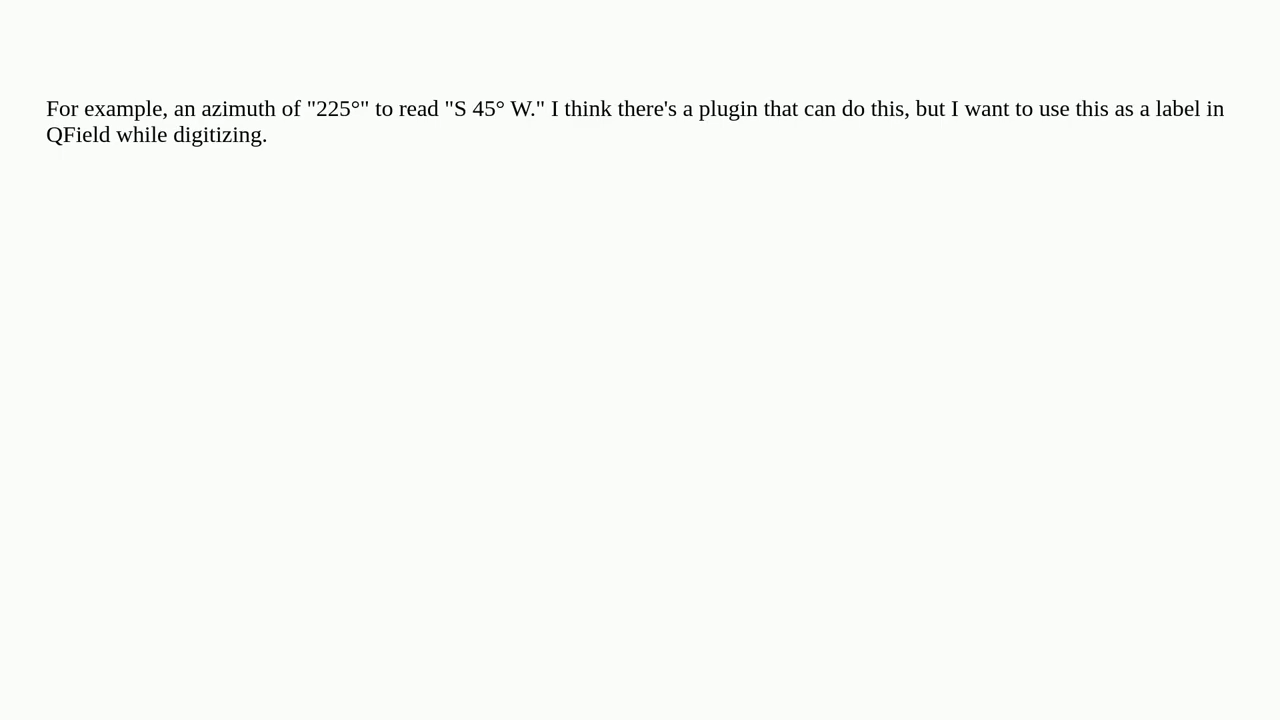 For example, an azimuth of "225°" to read "S 45° W." I think there's a plugin that can do this, but I want to use this as a label in
QField while digitizing.